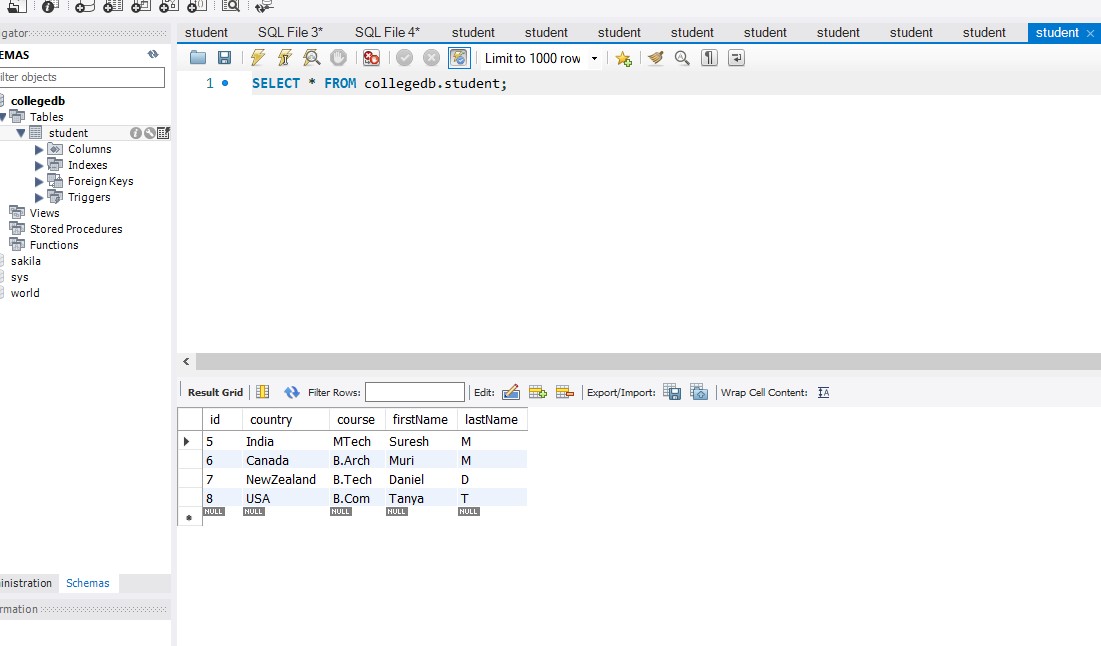 student SQL File 3* SQL File 4* student student student student student student student student student ×
gator
EMAS
Limit to 1000 row
ilter objects
1 SELECT * FROM collegedb.student;
collegedb
Tables
student
Columns
Indexes
Foreign Keys
Triggers
Views
Stored Procedures
Functions
sakila
sys
world
Result Grid Filter Rows: Edit: Export/Import: Wrap Cell Content: IA
id country course firstName lastName
5 India MTech Suresh M
6 Canada B.Arch Muri M
7 NewZealand B.Tech Daniel D
8 USA B.Com Tanya T
NULL NULL NULL NULL NULL
inistration Schemas
rmation